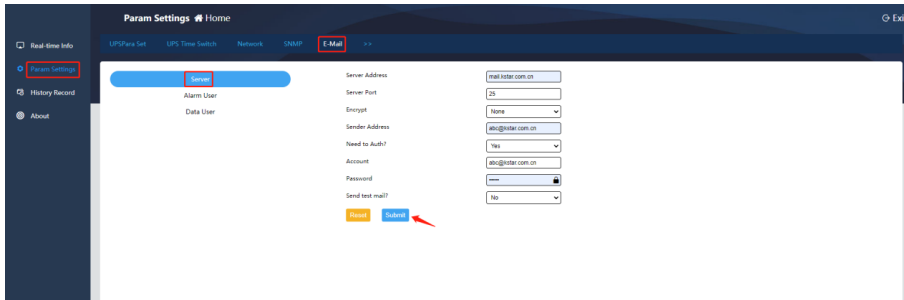 Param Settings Home
Exi
Real-time Info
Param Settings
History Record
About
UPSPara Set UPS Time Switch Network SNMP E-Mail >>
Server
Alarm User
Data User
Server Address mail.kstar.com.cn
Server Port 25
Encrypt None
Sender Address abc@kstar.com.cn
Need to Auth? Yes
Account abc@kstar.com.cn
Password •••••
Send test mail? No
Reset Submit